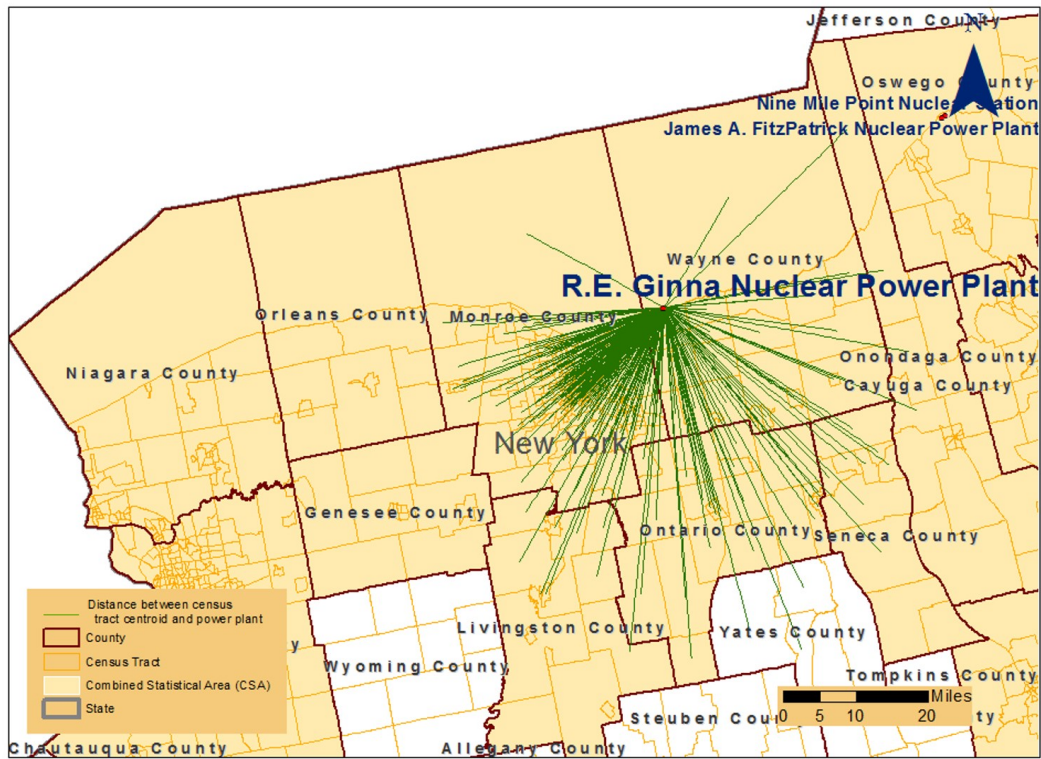 Jefferson County
N
Oswego County
Nine Mile Point Nuclear Station
James A. FitzPatrick Nuclear Power Plant
Wayne County
R.E. Ginna Nuclear Power Plant
Orleans County
Monroe County
Onondaga County
Niagara County
Cayuga County
New York
Genesee County
Ontario County
Seneca County
Distance between census
tract centroid and power plant
County
Census Tract
Combined Statistical Area (CSA)
State
y
Livingston County
Yates County
Wyoming County
Tompkins County
Miles
0 5 10 20
Steuben Cou
ty
Chautauqua County
Allegany County